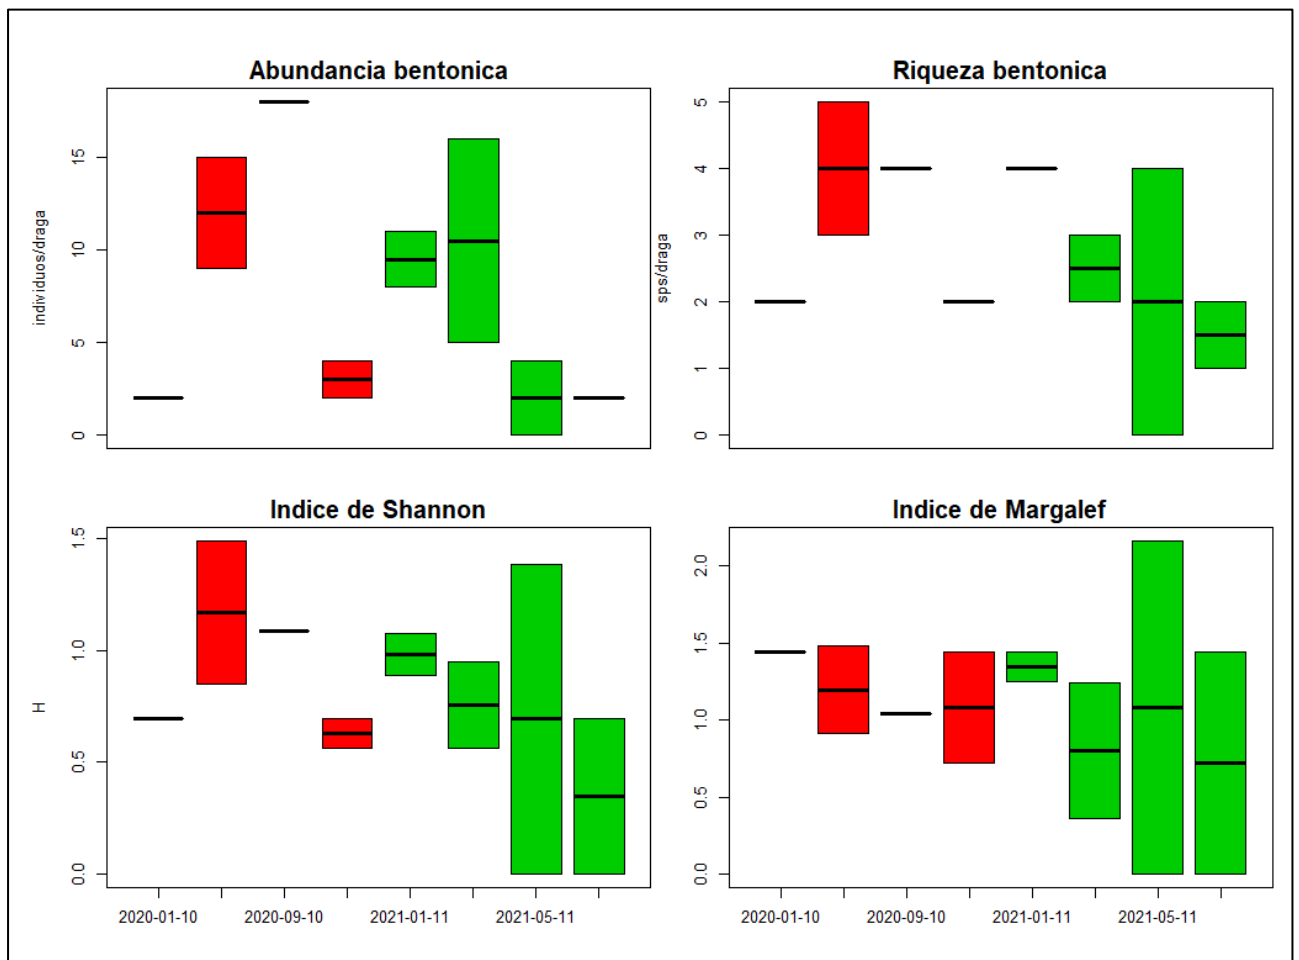 Abundancia bentonica
individuos/draga
0
5
10
15
Riqueza bentonica
sps/draga
0
1
2
3
4
5
Indice de Shannon
H
0.0
0.5
1.0
1.5
2020-01-10 2020-09-10 2021-01-11 2021-05-11
Indice de Margalef
0.0
0.5
1.0
1.5
2.0
2020-01-10 2020-09-10 2021-01-11 2021-05-11